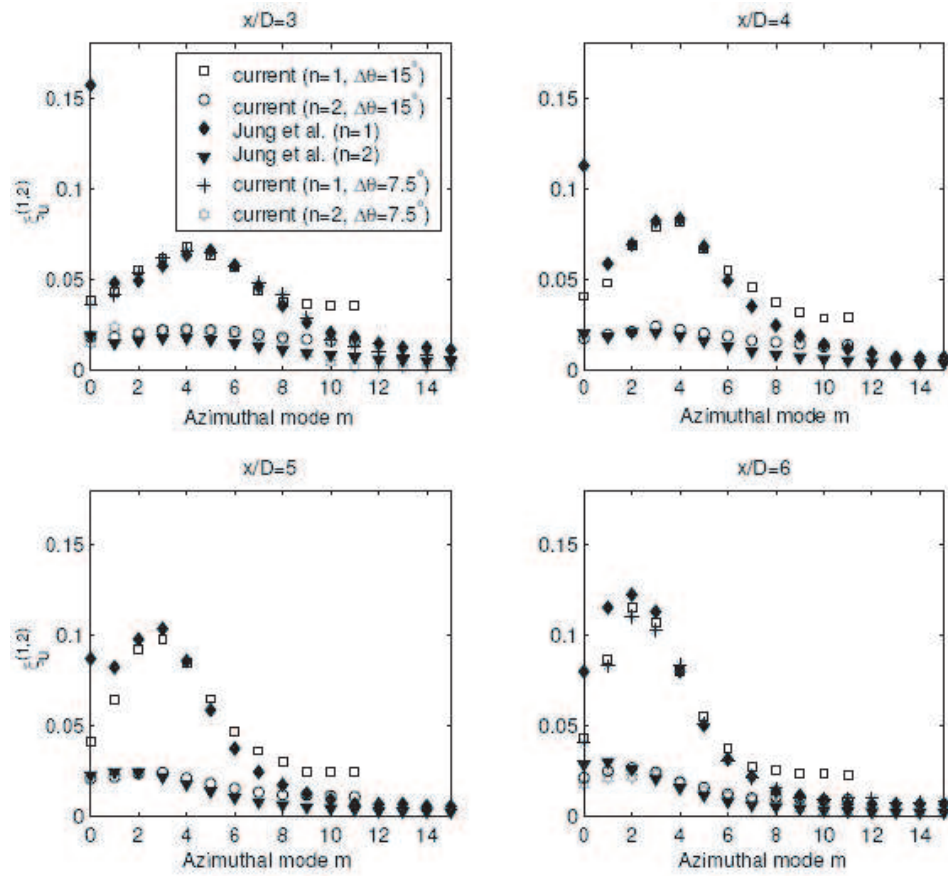 x/D=3
0.15
0.1
0.05
0
ξ_U^(1,2)
current (n=1, Δθ=15°)
current (n=2, Δθ=15°)
Jung et al. (n=1)
Jung et al. (n=2)
current (n=1, Δθ=7.5°)
current (n=2, Δθ=7.5°)
0 2 4 6 8 10 12 14
Azimuthal mode m
x/D=4
0.15
0.1
0.05
0
0 2 4 6 8 10 12 14
Azimuthal mode m
x/D=5
0.15
0.1
0.05
0
ξ_U^(1,2)
0 2 4 6 8 10 12 14
Azimuthal mode m
x/D=6
0.15
0.1
0.05
0
0 2 4 6 8 10 12 14
Azimuthal mode m